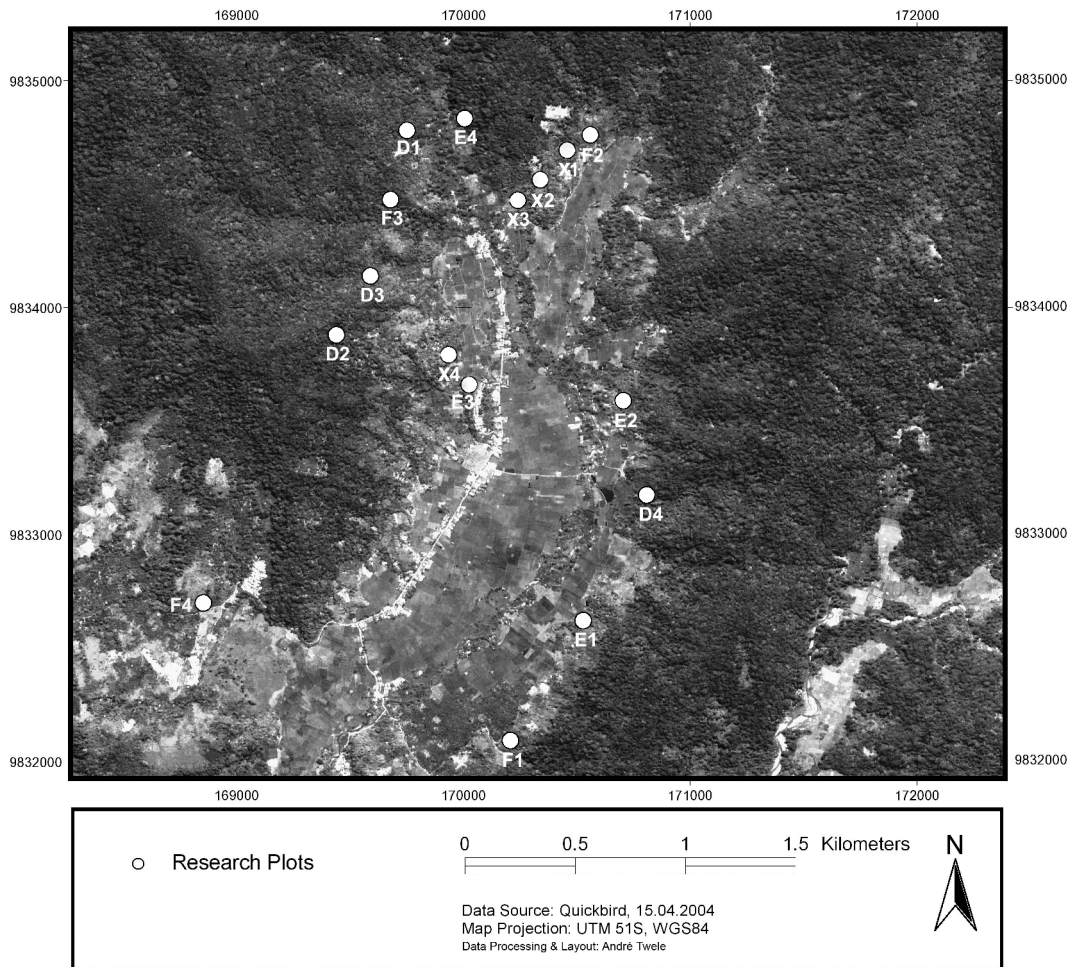 169000 170000 171000 172000
9835000 9835000
E4
D1
F2
X1
X2
F3
X3
D3
9834000 9834000
D2
X4
E3
E2
D4
9833000 9833000
F4
E1
F1
9832000 9832000
169000 170000 171000 172000
Research Plots
0 0.5 1 1.5 Kilometers
N
Data Source: Quickbird, 15.04.2004
Map Projection: UTM 51S, WGS84
Data Processing & Layout: André Twele